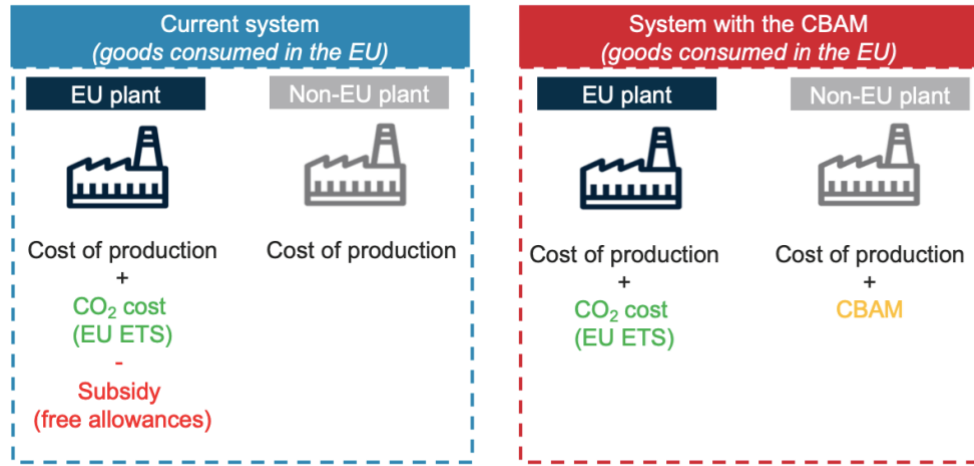 Current system
(goods consumed in the EU)
EU plant
Non-EU plant
Cost of production
+
CO₂ cost
(EU ETS)
-
Subsidy
(free allowances)
Cost of production
System with the CBAM
(goods consumed in the EU)
EU plant
Non-EU plant
Cost of production
+
CO₂ cost
(EU ETS)
Cost of production
+
CBAM